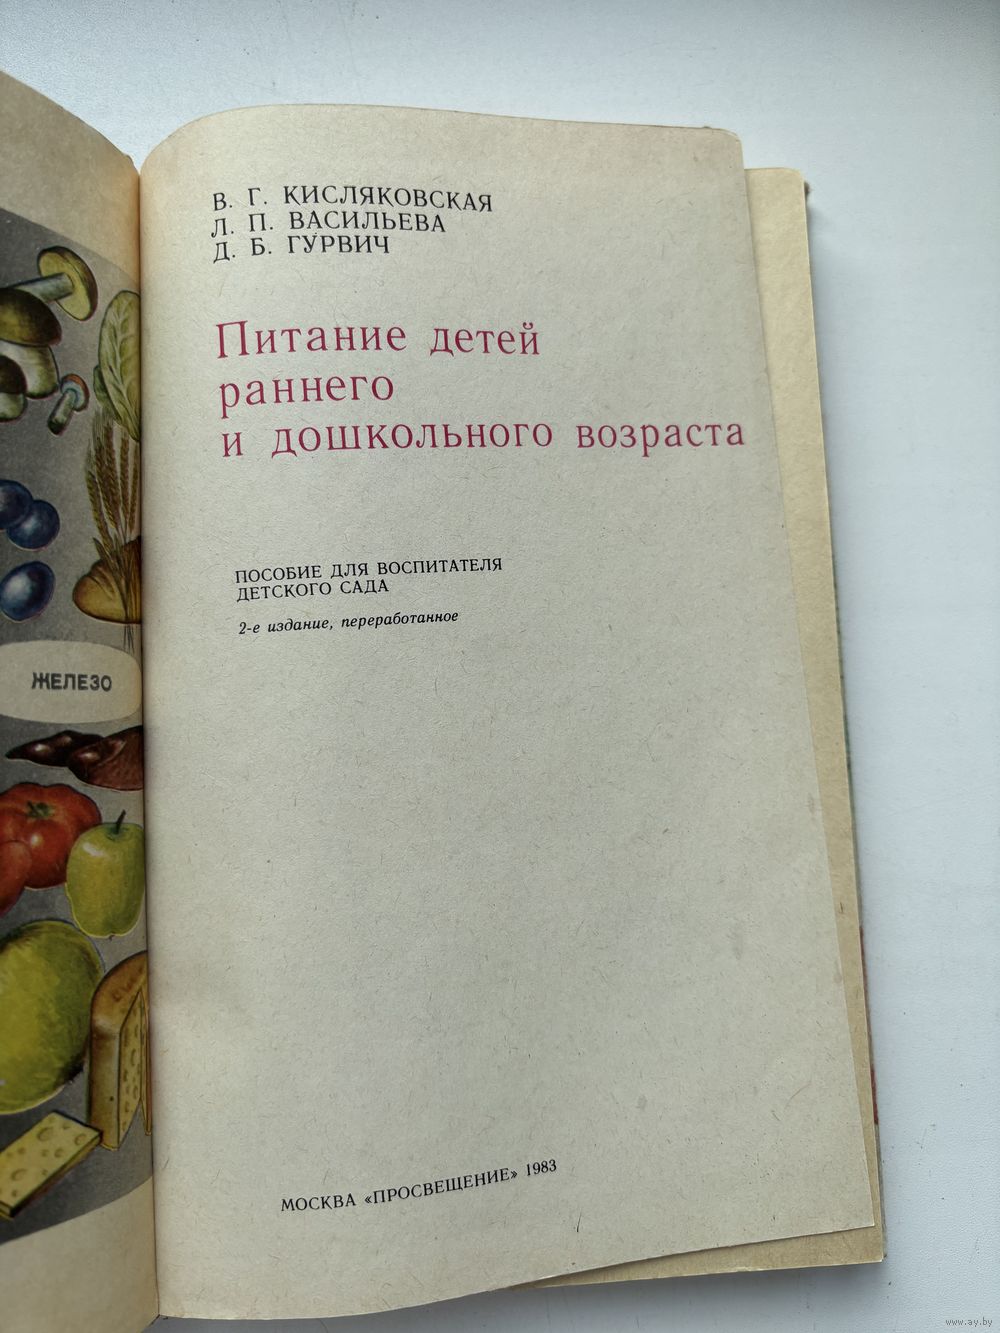 В. Г. КИСЛЯКОВСКАЯ
Л. П. ВАСИЛЬЕВА
Д. Б. ГУРВИЧ
Питание детей
раннего
и дошкольного возраста
ПОСОБИЕ ДЛЯ ВОСПИТАТЕЛЯ
ДЕТСКОГО САДА
2-е издание, переработанное
ЖЕЛЕЗО
МОСКВА «ПРОСВЕЩЕНИЕ» 1983
www.ay.by